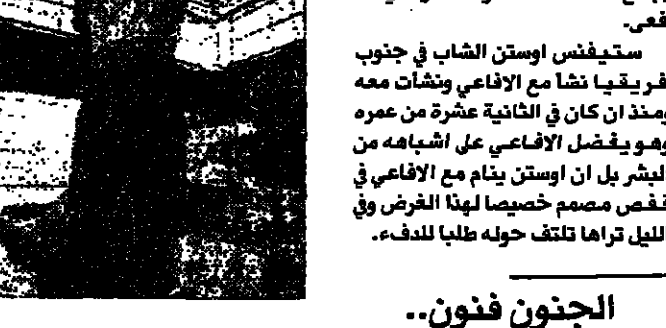 فعى.
ستيفنس اوستن الشاب في جنوب
فريقيا نشأ مع الافاعي ونشأت معه
ومنذ ان كان في الثانية عشرة من عمره
وهو يفضل الافاعي على اشباهه من
البشر بل ان اوستن ينام مع الافاعي في
قفص مصمم خصيصا لهذا الغرض وفي
الليل تراها تلتف حوله طلبا للدفء.
الجنون فنون..